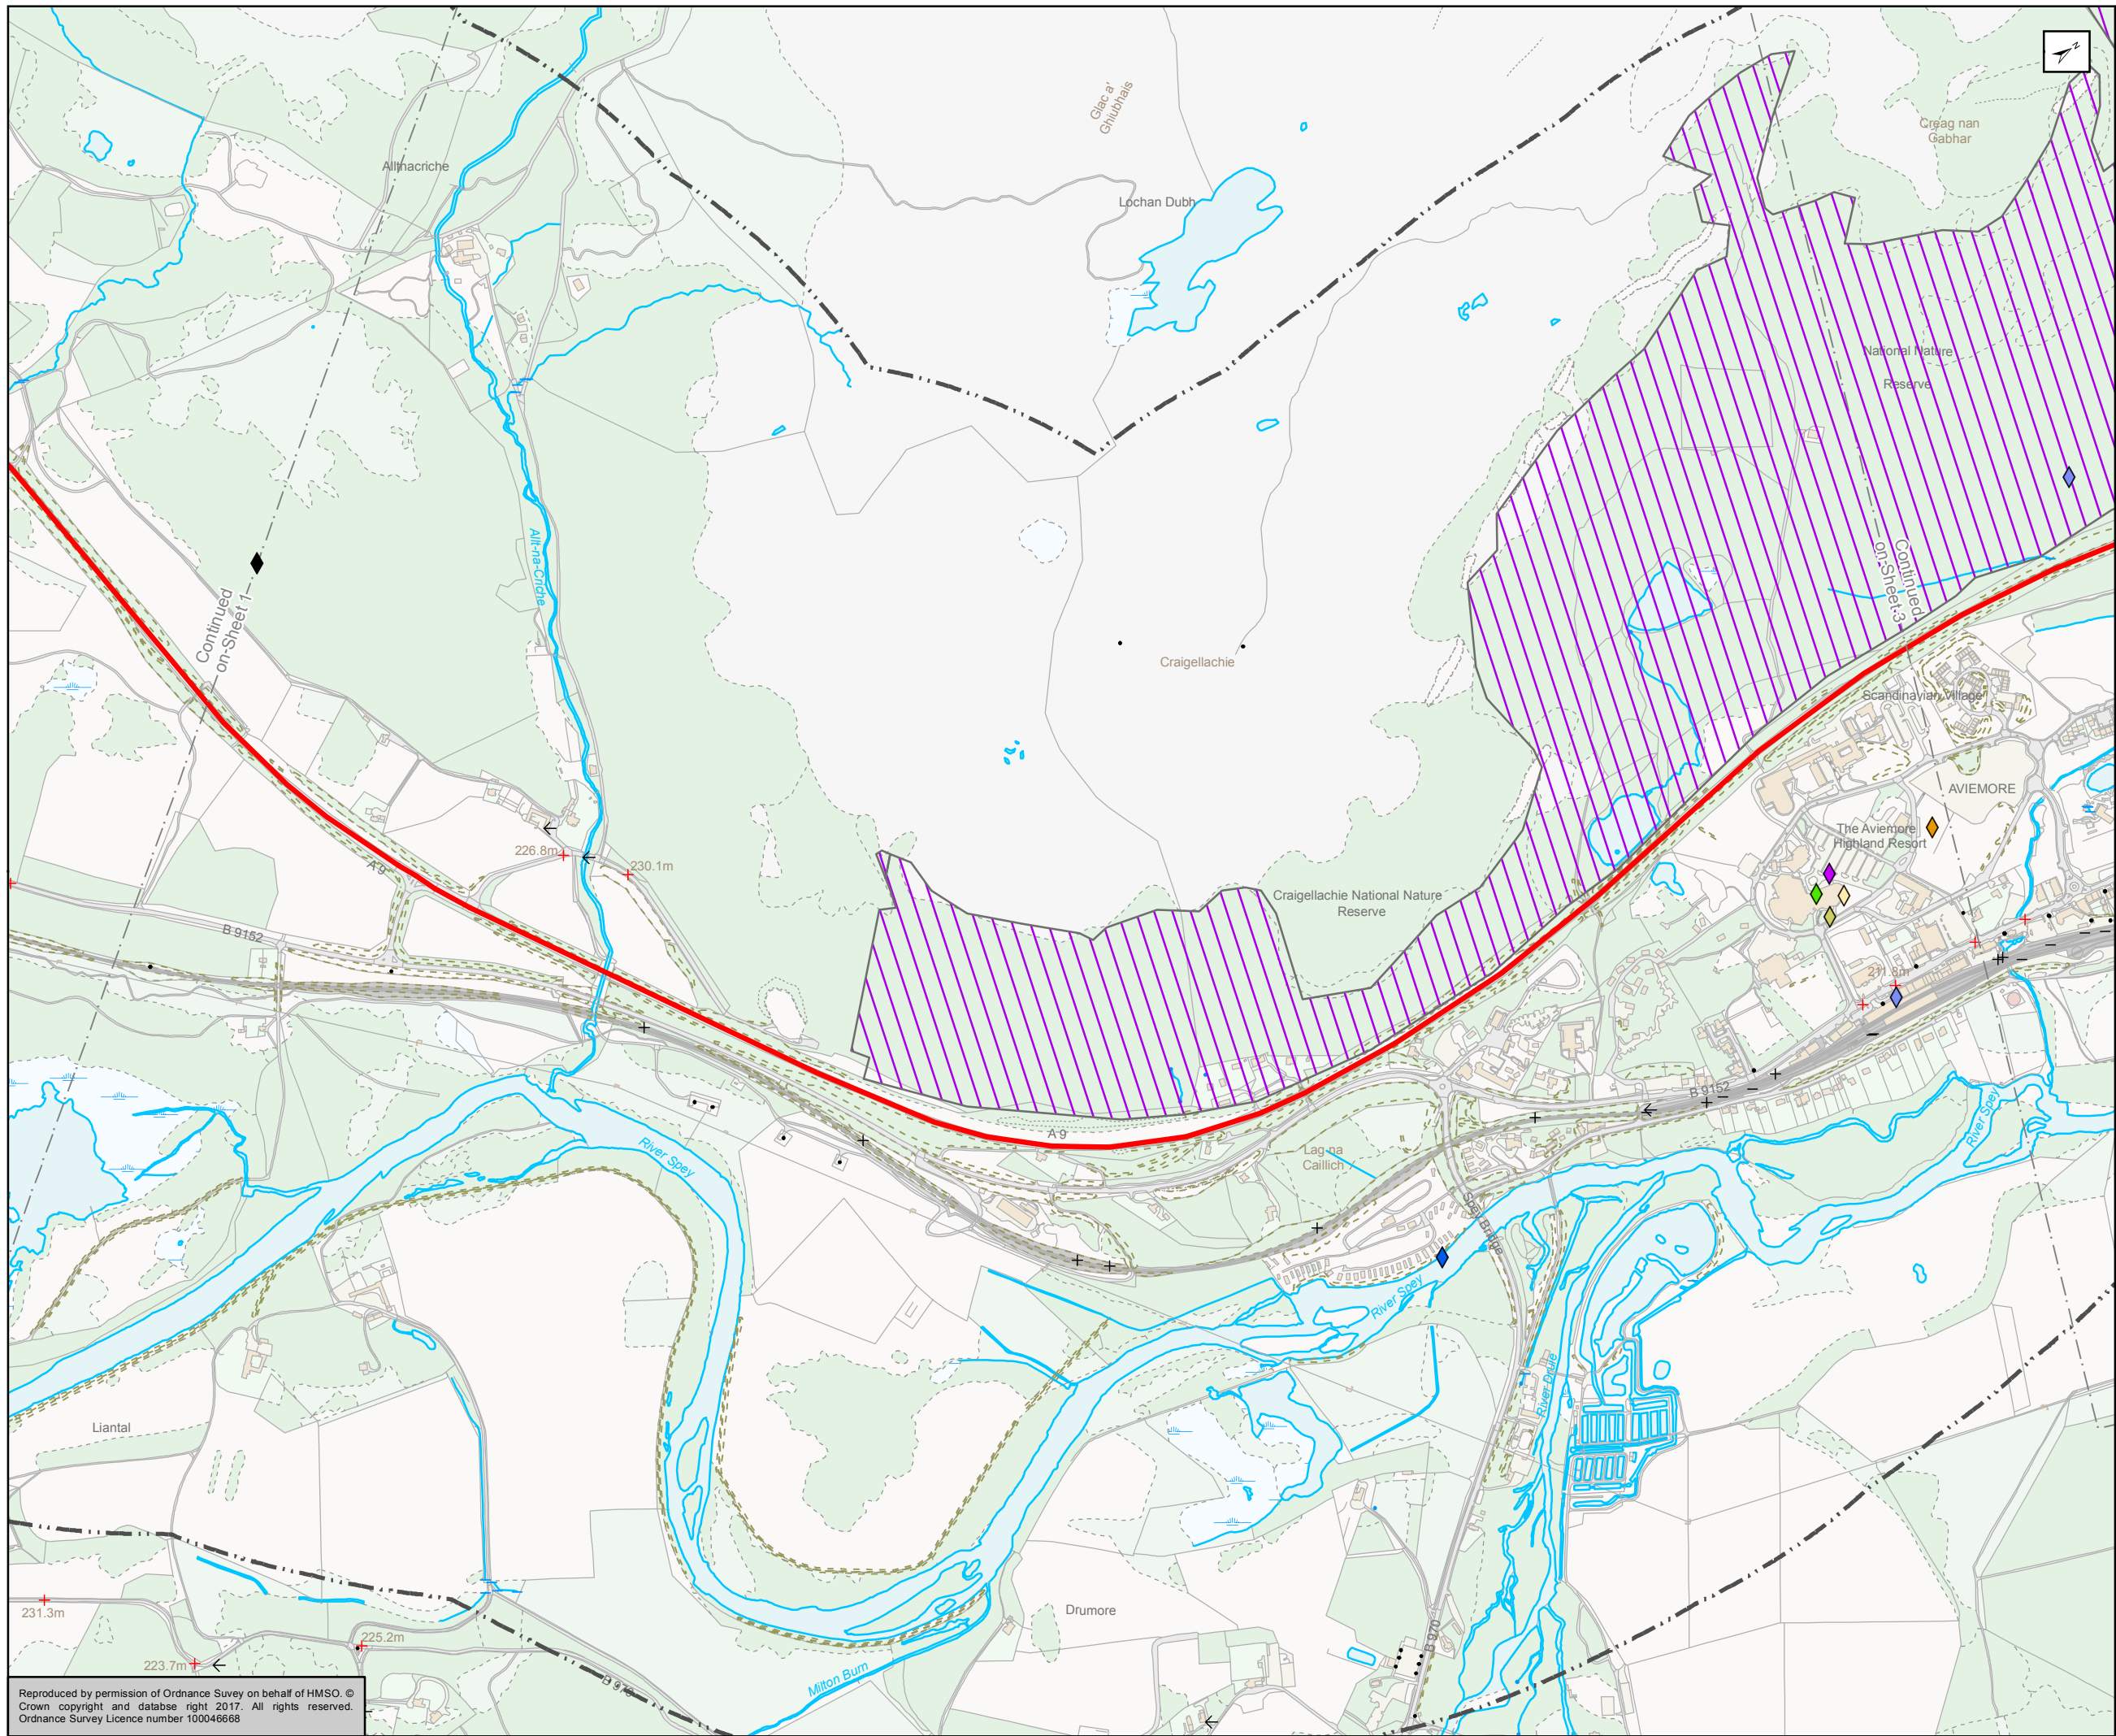 Z
Glac a'
Ghiubhais
Creag nan
Gabhar
Alltnacriche
Lochan Dubh
National Nature
Reserve
Allt-na-Criche
Continued
on-Sheet 1
Continued
on-Sheet-3
Craigellachie
Scandinavian Village
AVIEMORE
The Aviemore
Highland Resort
226.8m
230.1m
A 9
Craigellachie National Nature
Reserve
B 9152
211.8m
B 9152
A 9
River Spey
Lag na
Caillich
River Spey
Spey Bridge
River Spey
River Druie
Liantal
231.3m
225.2m
223.7m
Drumore
B 970
B 970
Milton Burn
Reproduced by permission of Ordnance Suvey on behalf of HMSO. ©
Crown copyright and databse right 2017. All rights reserved.
Ordnance Survey Licence number 100046668